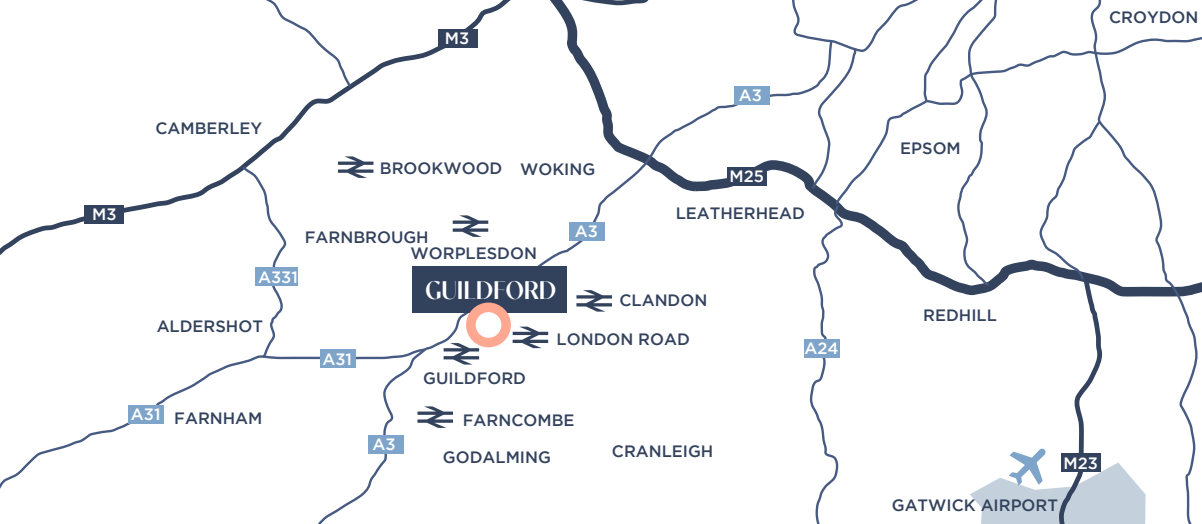 CROYDON
M3
A3
CAMBERLEY
EPSOM
BROOKWOOD
WOKING
M25
M3
LEATHERHEAD
A3
FARNBROUGH
WORPLESDON
A331
GUILDFORD
CLANDON
REDHILL
ALDERSHOT
LONDON ROAD
A24
A31
GUILDFORD
A31
FARNHAM
FARNCOMBE
A3
CRANLEIGH
GODALMING
M23
GATWICK AIRPORT